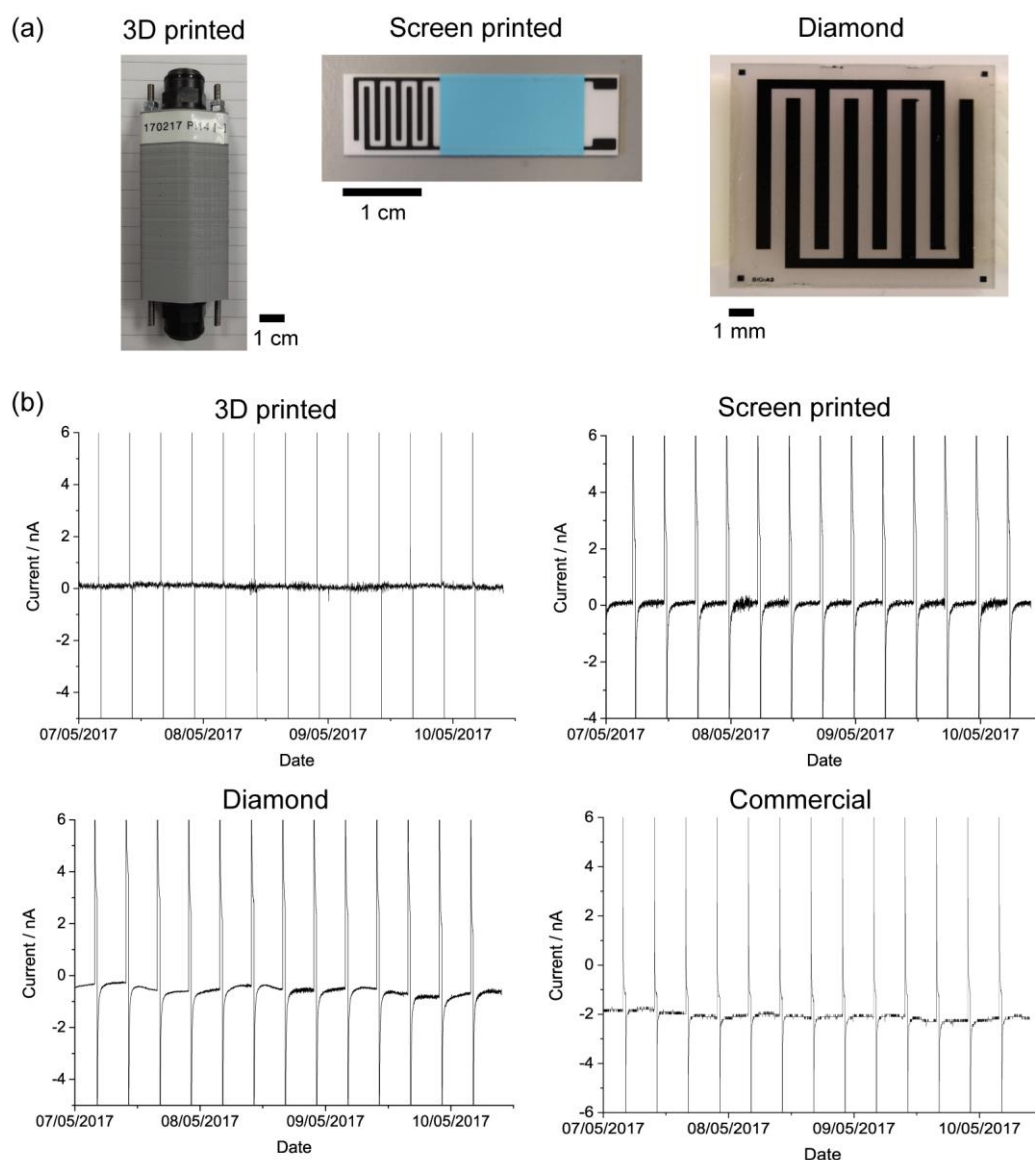 (a)
3D printed
Screen printed
Diamond
170217 PM4 [-]
1 cm
1 cm
1 mm
(b)
3D printed
Screen printed
6
4
2
0
-2
-4
Current / nA
07/05/2017 08/05/2017 09/05/2017 10/05/2017
Date
6
4
2
0
-2
-4
Current / nA
07/05/2017 08/05/2017 09/05/2017 10/05/2017
Date
Diamond
Commercial
6
4
2
0
-2
-4
Current / nA
07/05/2017 08/05/2017 09/05/2017 10/05/2017
Date
6
4
2
0
-2
-4
-6
Current / nA
07/05/2017 08/05/2017 09/05/2017 10/05/2017
Date